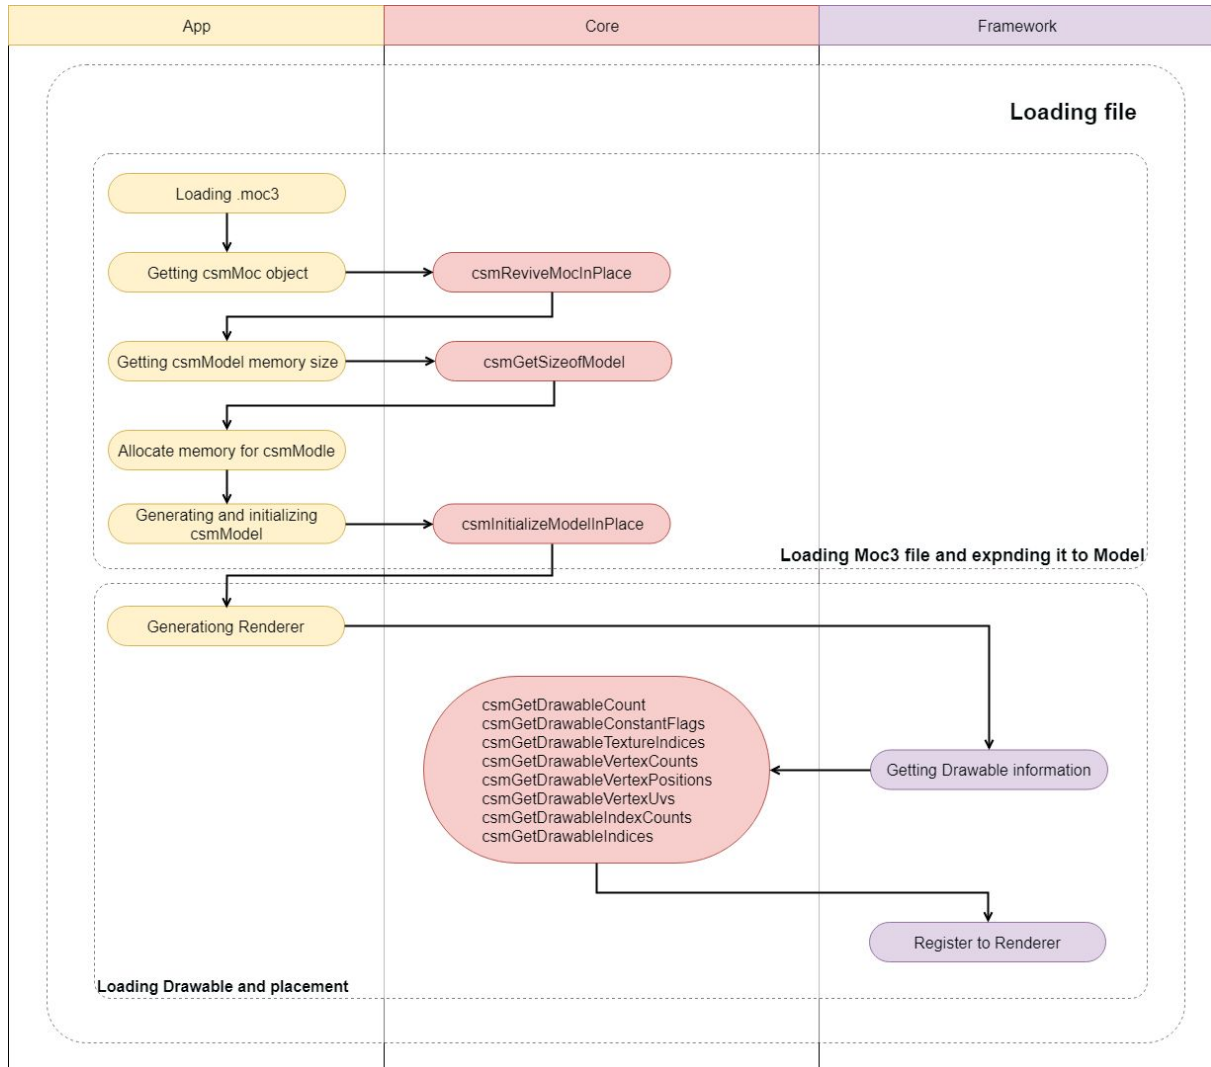 App
Core
Framework
Loading file
Loading .moc3
Getting csmMoc object
csmReviveMocInPlace
Getting csmModel memory size
csmGetSizeofModel
Allocate memory for csmModle
Generating and initializing
csmModel
csmInitializeModelInPlace
Loading Moc3 file and expnding it to Model
Generationg Renderer
csmGetDrawableCount
csmGetDrawableConstantFlags
csmGetDrawableTextureIndices
csmGetDrawableVertexCounts
csmGetDrawableVertexPositions
csmGetDrawableVertexUvs
csmGetDrawableIndexCounts
csmGetDrawableIndices
Getting Drawable information
Register to Renderer
Loading Drawable and placement